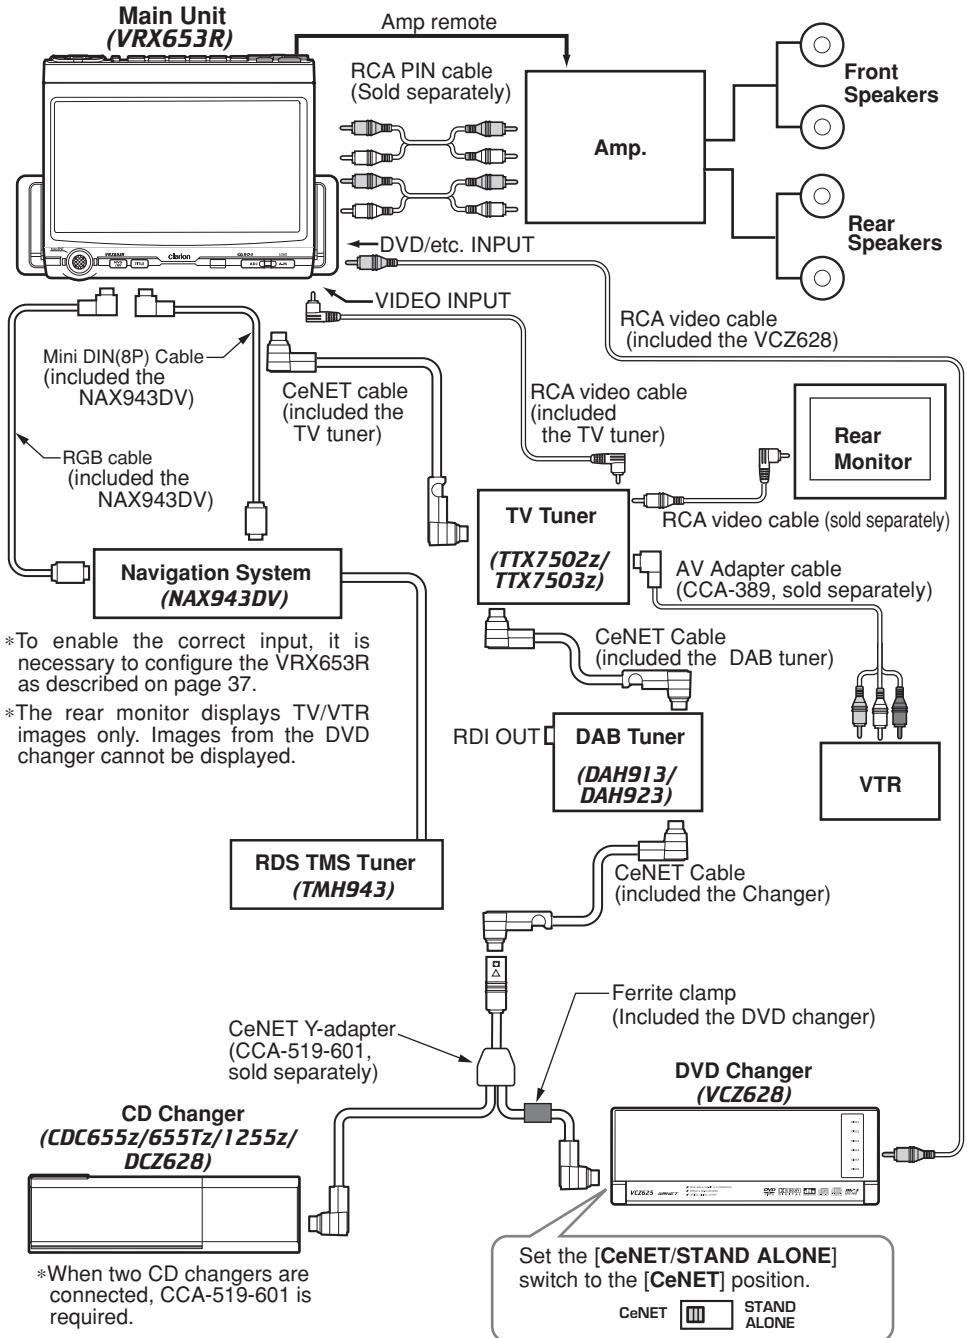 Main Unit
(VRX653R)
Amp remote
RCA PIN cable
(Sold separately)
Amp.
Front
Speakers
Rear
Speakers
clarion
TITLE
DVD/etc. INPUT
VIDEO INPUT
RCA video cable
(included the VCZ628)
Mini DIN(8P) Cable
(included the
NAX943DV)
CeNET cable
(included the
TV tuner)
RCA video cable
(included
the TV tuner)
Rear
Monitor
RGB cable
(included the
NAX943DV)
TV Tuner
(TTX7502z/
TTX7503z)
RCA video cable (sold separately)
Navigation System
(NAX943DV)
AV Adapter cable
(CCA-389, sold separately)
*To enable the correct input, it is
necessary to configure the VRX653R
as described on page 37.
*The rear monitor displays TV/VTR
images only. Images from the DVD
changer cannot be displayed.
CeNET Cable
(included the DAB tuner)
RDI OUT
DAB Tuner
(DAH913/
DAH923)
VTR
RDS TMS Tuner
(TMH943)
CeNET Cable
(included the Changer)
Ferrite clamp
(Included the DVD changer)
CeNET Y-adapter
(CCA-519-601,
sold separately)
DVD Changer
(VCZ628)
CD Changer
(CDC655z/655Tz/1255z/
DCZ628)
VCZ625
*When two CD changers are
connected, CCA-519-601 is
required.
Set the [CeNET/STAND ALONE]
switch to the [CeNET] position.
CeNET
STAND
ALONE